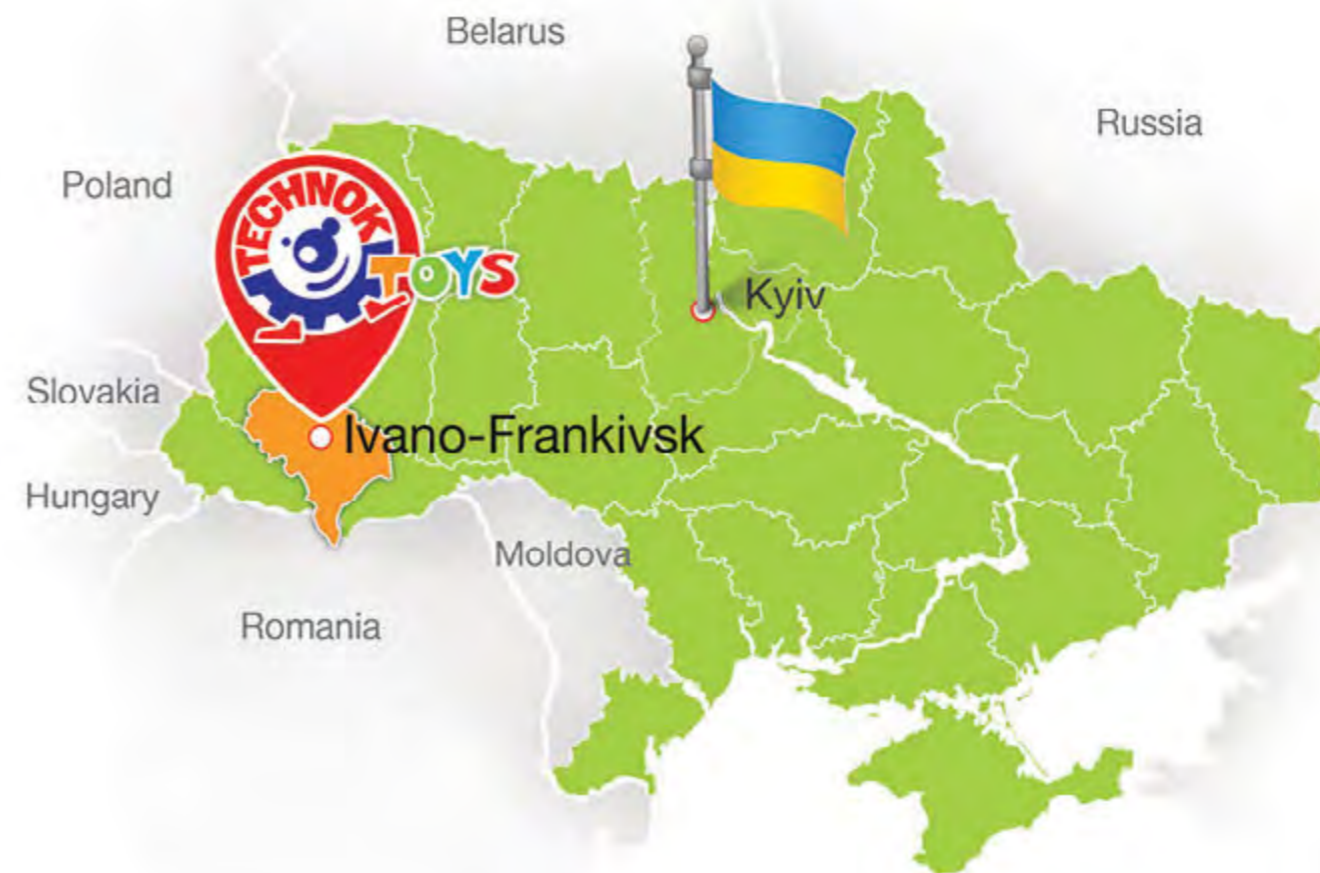 Belarus
Russia
Poland
TECHNOK
TOYS
Kyiv
Slovakia
Ivano-Frankivsk
Hungary
Moldova
Romania